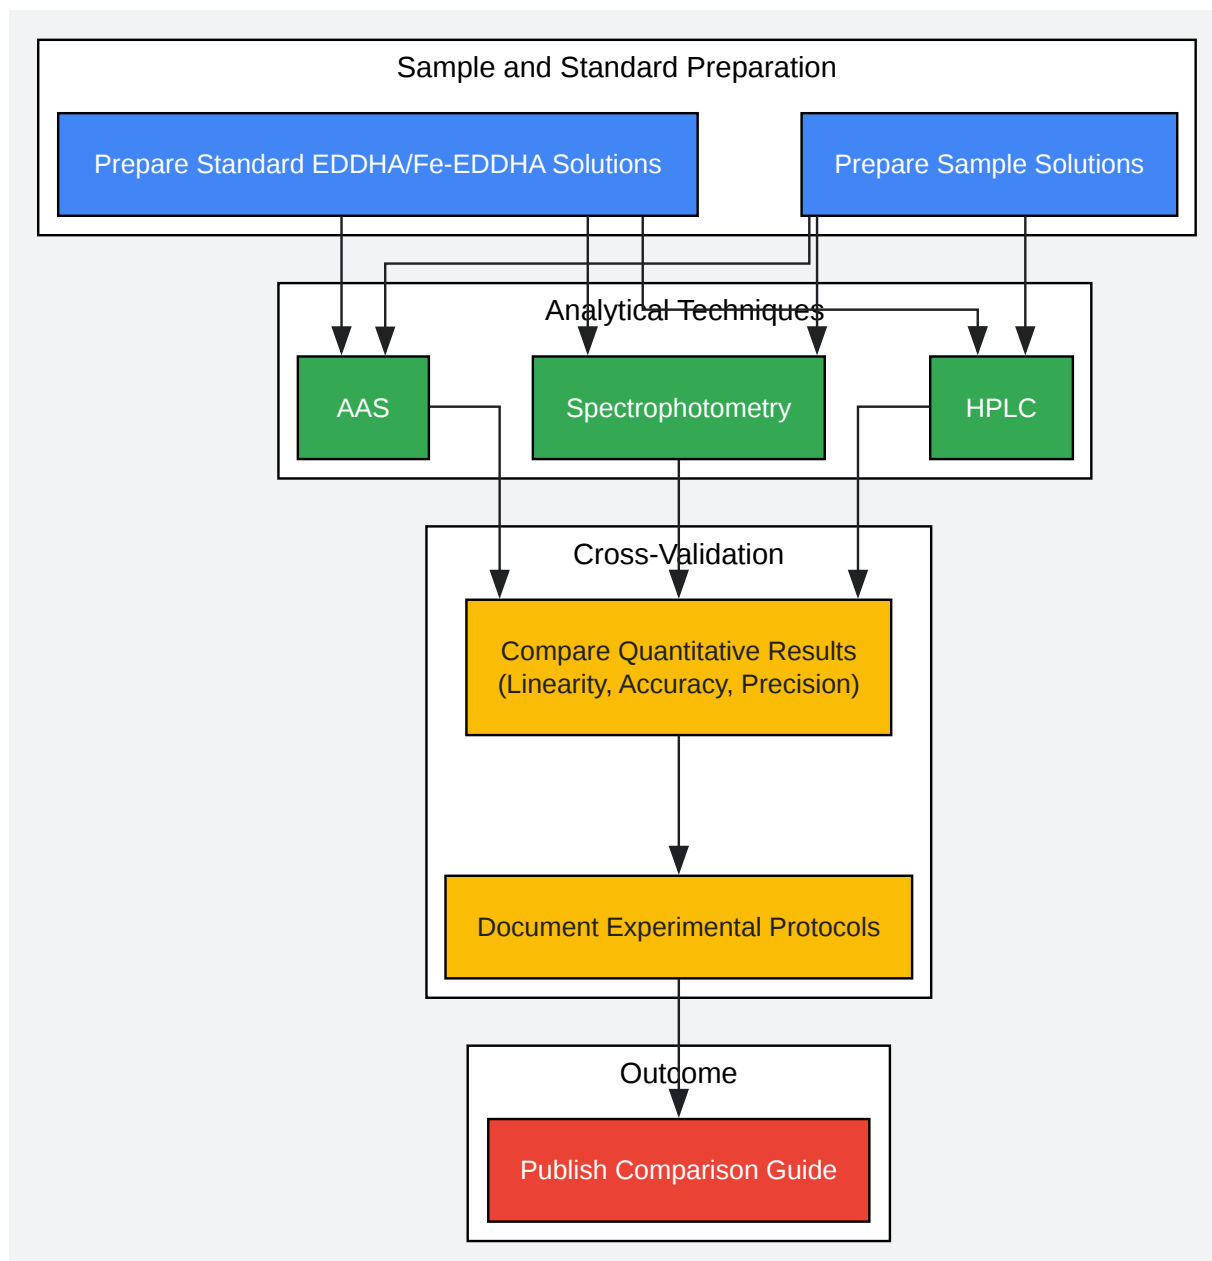 Sample and Standard Preparation
Prepare Standard EDDHA/Fe-EDDHA Solutions
Prepare Sample Solutions
Analytical Techniques
AAS
Spectrophotometry
HPLC
Cross-Validation
Compare Quantitative Results
(Linearity, Accuracy, Precision)
Document Experimental Protocols
Outcome
Publish Comparison Guide